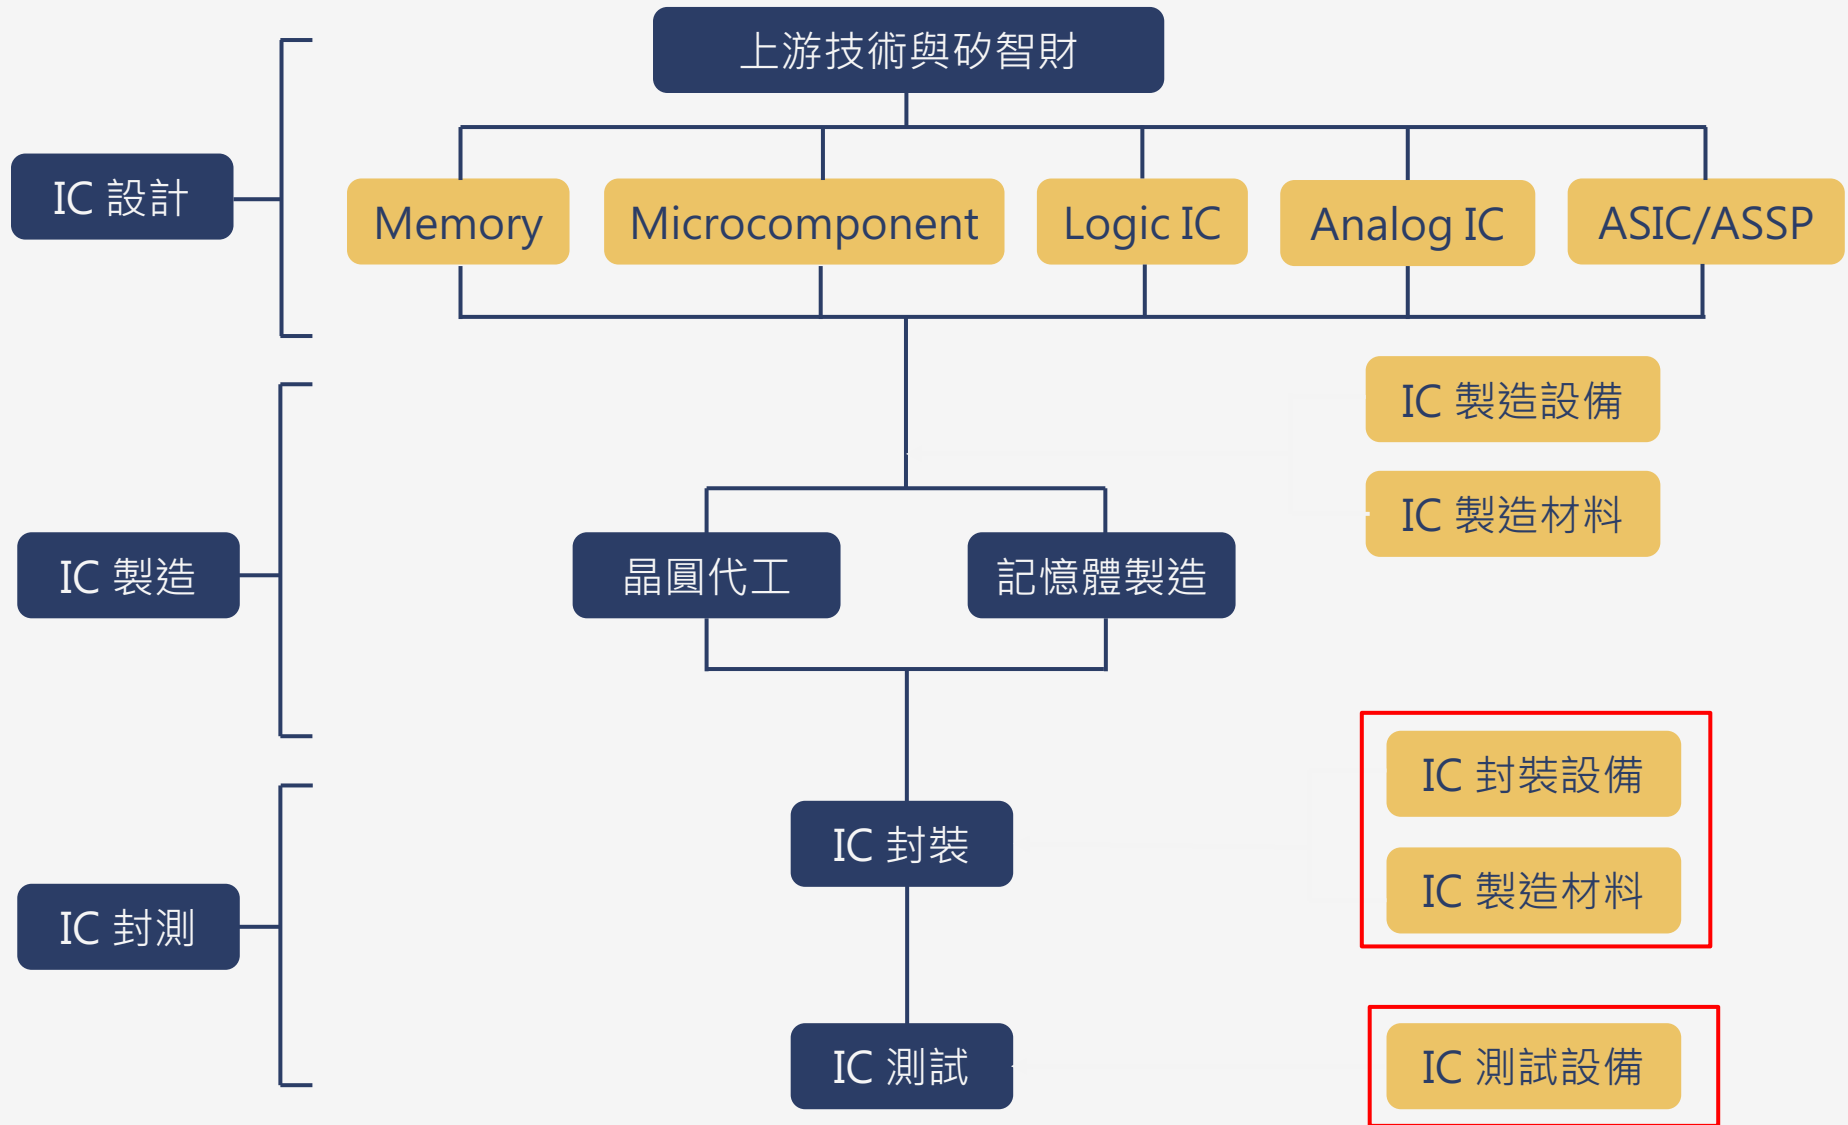 上游技術與矽智財
IC 設計
Memory
Microcomponent
Logic IC
Analog IC
ASIC/ASSP
IC 製造設備
IC 製造材料
IC 製造
晶圓代工
記憶體製造
IC 封裝設備
IC 封裝
IC 製造材料
IC 封測
IC 測試
IC 測試設備